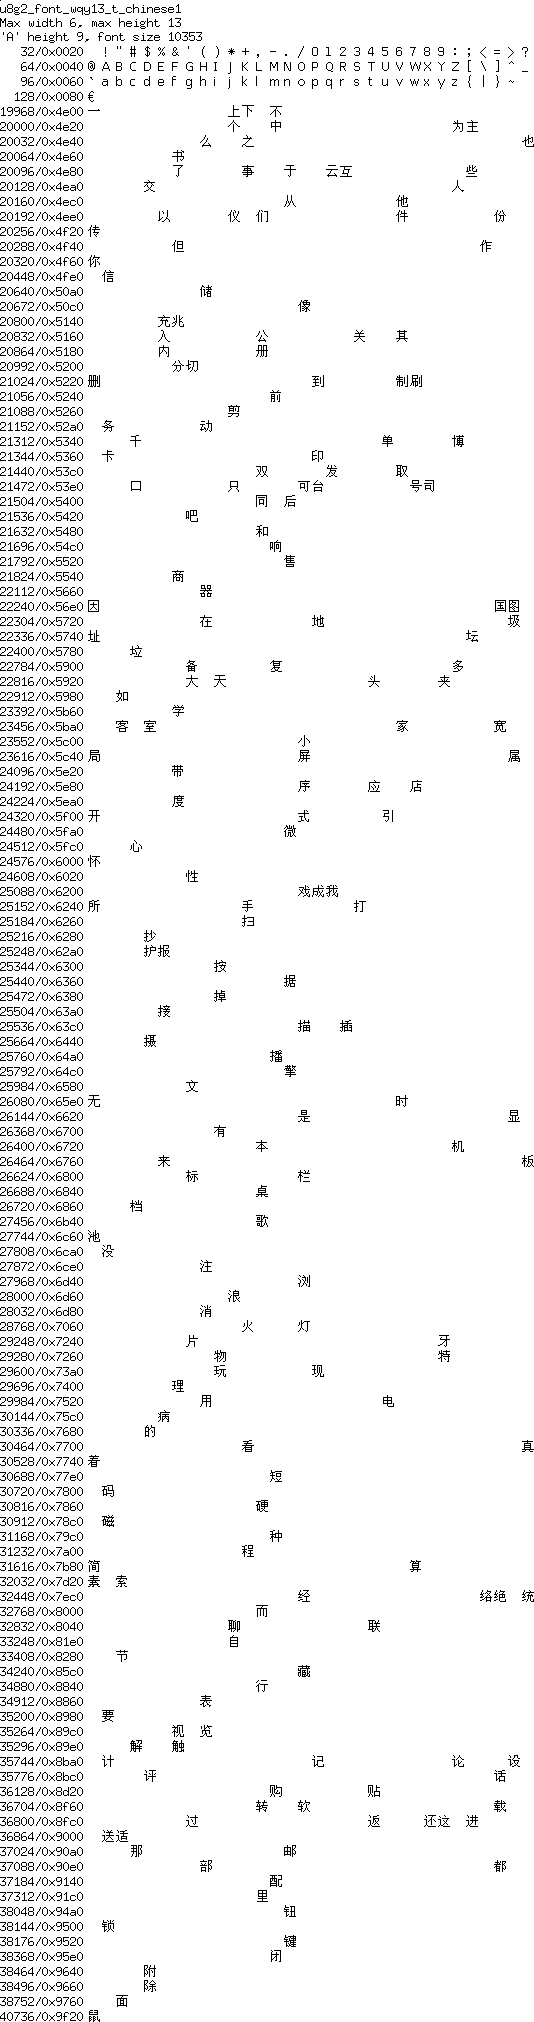 u8g2_font_wqy13_t_chinese1
Max width 6, max height 13
'A' height 9, font size 10353
32/0x0020 ! " # $ % & ' ( ) * + , - . / 0 1 2 3 4 5 6 7 8 9 : ; < = > ?
64/0x0040 @ A B C D E F G H I J K L M N O P Q R S T U V W X Y Z [ \ ] ^ _
96/0x0060 ` a b c d e f g h i j k l m n o p q r s t u v w x y z { | } ~
128/0x0080 €
19968/0x4e00 一 上下 不
20000/0x4e20 个 中 为主
20032/0x4e40 么 之 也
20064/0x4e60 书
20096/0x4e80 了 事 于 云互 些
20128/0x4ea0 交 人
20160/0x4ec0 从 他
20192/0x4ee0 以 仪们 件 份
20256/0x4f20 传
20288/0x4f40 但 作
20320/0x4f60 你
20448/0x4fe0 信
20640/0x50a0 储
20672/0x50c0 像
20800/0x5140 充兆
20832/0x5160 入 公 关 其
20864/0x5180 内 册
20992/0x5200 分切
21024/0x5220 删 到 制刷
21056/0x5240 前
21088/0x5260 剪
21152/0x52a0 务 动
21312/0x5340 千 单 博
21344/0x5360 卡 印
21440/0x53c0 双 发 取
21472/0x53e0 口 只 可台 号司
21504/0x5400 同 后
21536/0x5420 吧
21632/0x5480 和
21696/0x54c0 响
21792/0x5520 售
21824/0x5540 商
22112/0x5660 器
22240/0x56e0 因 国图
22304/0x5720 在 地 圾
22336/0x5740 址 坛
22400/0x5780 垃
22784/0x5900 备 复 多
22816/0x5920 大 天 头 夹
22912/0x5980 如
23392/0x5b60 学
23456/0x5ba0 客 室 家 宽
23552/0x5c00 小
23616/0x5c40 局 屏 属
24096/0x5e20 带
24192/0x5e80 序 应 店
24224/0x5ea0 度
24320/0x5f00 开 式 引
24480/0x5fa0 微
24512/0x5fc0 心
24576/0x6000 怀
24608/0x6020 性
25088/0x6200 戏成我
25152/0x6240 所 手 打
25184/0x6260 扫
25216/0x6280 抄
25248/0x62a0 护报
25344/0x6300 按
25440/0x6360 据
25472/0x6380 掉
25504/0x63a0 接
25536/0x63c0 描 插
25664/0x6440 摄
25760/0x64a0 播
25792/0x64c0 擎
25984/0x6580 文
26080/0x65e0 无 时
26144/0x6620 是 显
26368/0x6700 有
26400/0x6720 本 机
26464/0x6760 来 板
26624/0x6800 标 栏
26688/0x6840 桌
26720/0x6860 档
27456/0x6b40 歌
27744/0x6c60 池
27808/0x6ca0 没
27872/0x6ce0 注
27968/0x6d40 浏
28000/0x6d60 浪
28032/0x6d80 消
28768/0x7060 火 灯
29248/0x7240 片 牙
29280/0x7260 物 特
29600/0x73a0 玩 现
29696/0x7400 理
29984/0x7520 用 电
30144/0x75c0 病
30336/0x7680 的
30464/0x7700 看 真
30528/0x7740 着
30688/0x77e0 短
30720/0x7800 码
30816/0x7860 硬
30912/0x78c0 磁
31168/0x79c0 种
31232/0x7a00 程
31616/0x7b80 简 算
32032/0x7d20 素 索
32448/0x7ec0 经 络绝 统
32768/0x8000 而
32832/0x8040 聊 联
33248/0x81e0 自
33408/0x8280 节
34240/0x85c0 藏
34880/0x8840 行
34912/0x8860 表
35200/0x8980 要
35264/0x89c0 视 览
35296/0x89e0 解 触
35744/0x8ba0 计 记 论 设
35776/0x8bc0 评 话
36128/0x8d20 购 贴
36704/0x8f60 转 软 载
36800/0x8fc0 过 返 还这 进
36864/0x9000 送适
37024/0x90a0 那 邮
37088/0x90e0 部 都
37184/0x9140 配
37312/0x91c0 里
38048/0x94a0 钮
38144/0x9500 锁
38176/0x9520 键
38368/0x95e0 闭
38464/0x9640 附
38496/0x9660 除
38752/0x9760 面
40736/0x9f20 鼠